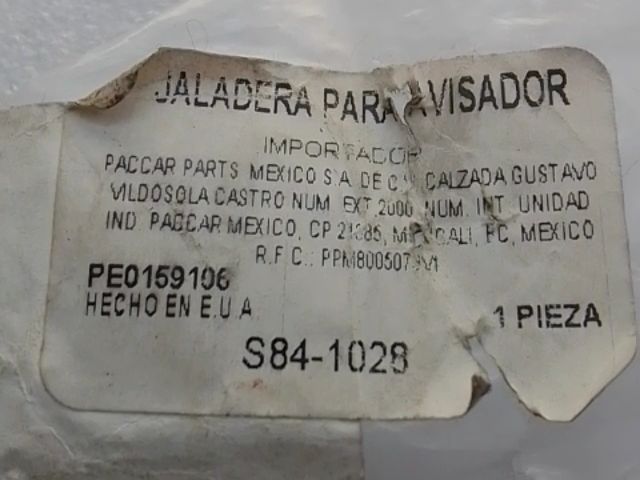 JALADERA PARA AVISADOR
IMPORTADOR
PACCAR PARTS MEXICO S.A. DE C.V. CALZADA GUSTAVO
VILDOSOLA CASTRO NUM. EXT. 2000 NUM. INT. UNIDAD
IND. PACCAR MEXICO, CP 21385, BC, MEXICO
R.F.C.:
PE0159106
HECHO EN E.U.A
1 PIEZA
S84-1028